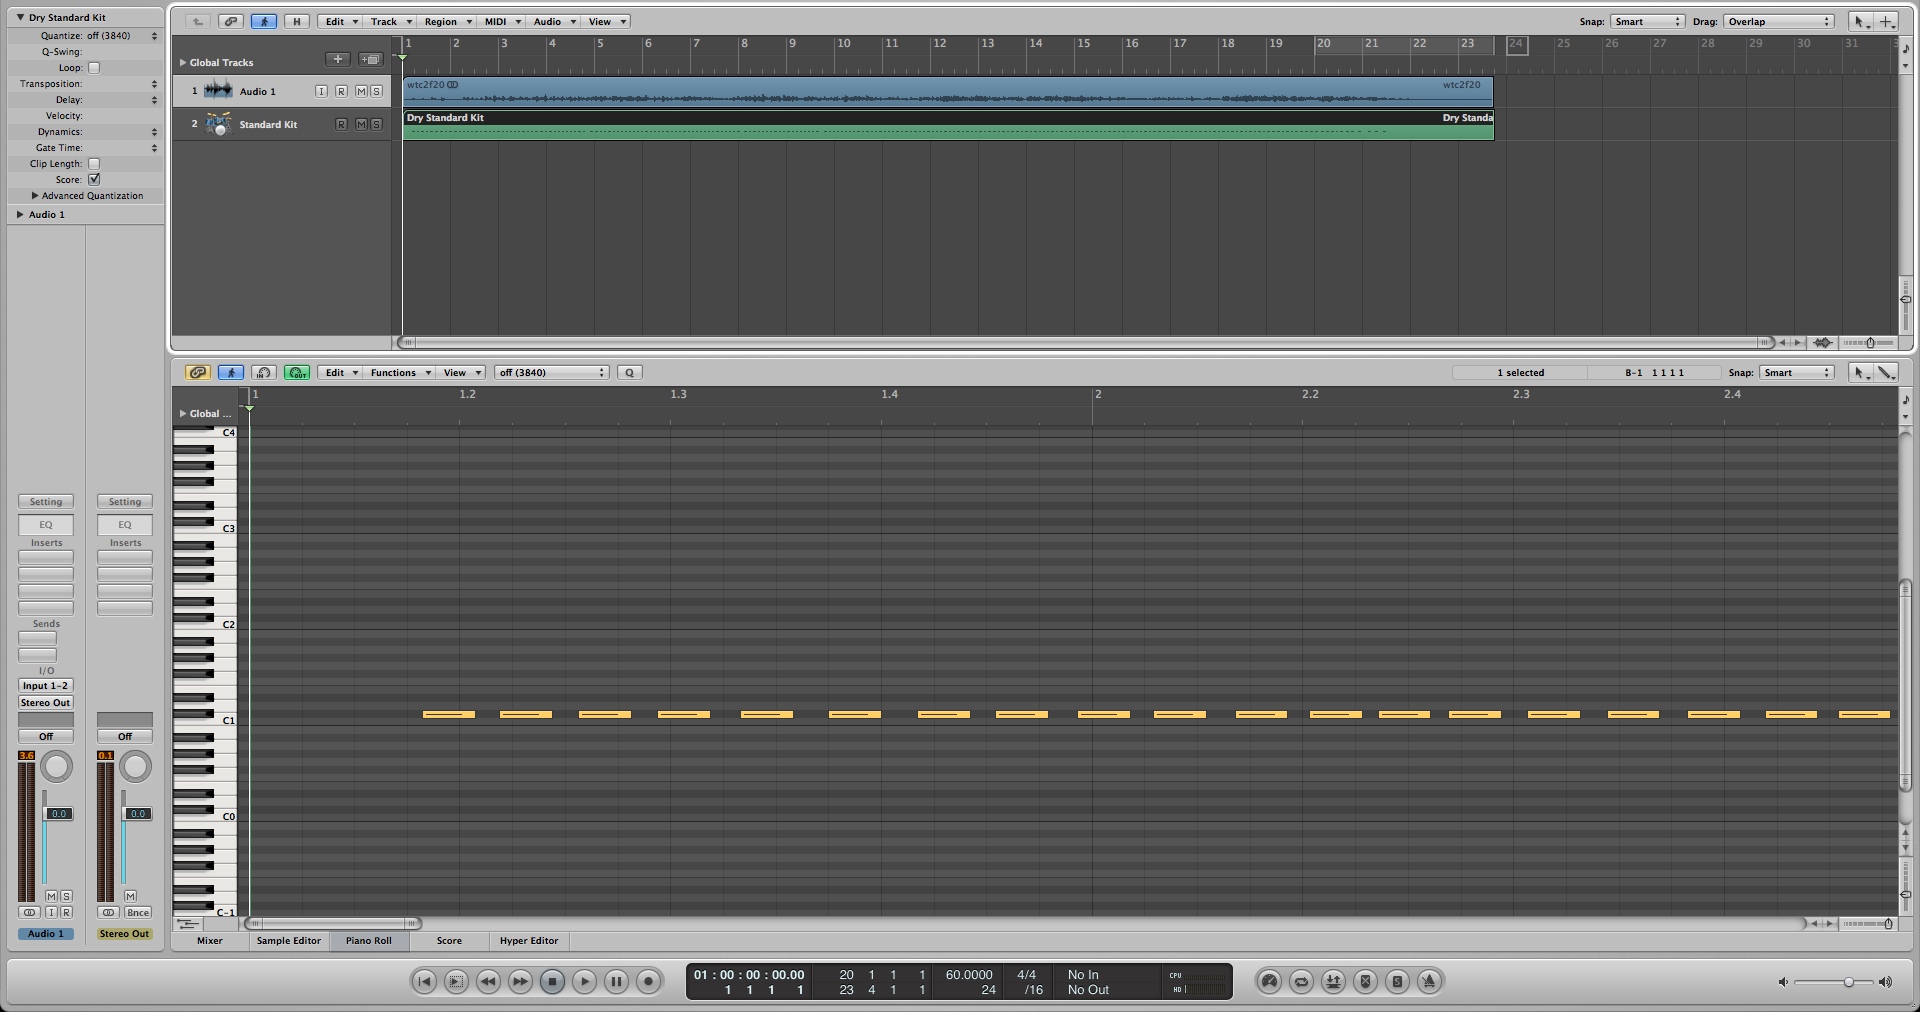 Dry Standard Kit
Quantize: off (3840)
Q-Swing:
Loop:
Transposition:
Delay:
Velocity:
Dynamics:
Gate Time:
Clip Length:
Score:
Advanced Quantization
Audio 1
Setting Setting
EQ EQ
Inserts Inserts
Sends
I/O
Input 1-2
Stereo Out
Off Off
3.6 0.1
0.0 0.0
M S M
I R Bnce
Audio 1 Stereo Out
H Edit Track Region MIDI Audio View Snap: Smart Drag: Overlap
1 2 3 4 5 6 7 8 9 10 11 12 13 14 15 16 17 18 19 20 21 22 23 24 25 26 27 28 29 30 31
Global Tracks
1 Audio 1 I R M S wtc2f20 wtc2f20
2 Standard Kit R M S Dry Standard Kit Dry Standa
OUT Edit Functions View off (3840) Q 1 selected B-1 1 1 1 1 Snap: Smart
1 1.2 1.3 1.4 2 2.2 2.3 2.4
Global ...
C4
C3
C2
C1
C0
C-1
Mixer Sample Editor Piano Roll Score Hyper Editor
01 : 00 : 00 : 00.00 20 1 1 1 60.0000 4/4 No In CPU
1 1 1 1 23 4 1 1 24 /16 No Out HD
S